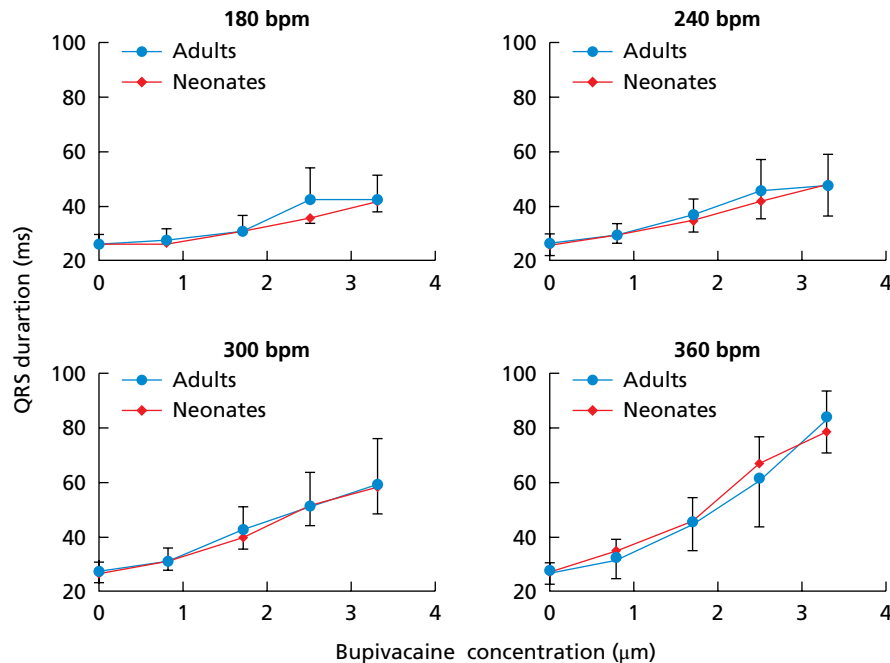 180 bpm
100
80
60
40
20
0 1 2 3 4
Adults
Neonates
240 bpm
100
80
60
40
20
0 1 2 3 4
Adults
Neonates
QRS durartion (ms)
300 bpm
100
80
60
40
20
0 1 2 3 4
Adults
Neonates
360 bpm
100
80
60
40
20
0 1 2 3 4
Adults
Neonates
Bupivacaine concentration (μm)